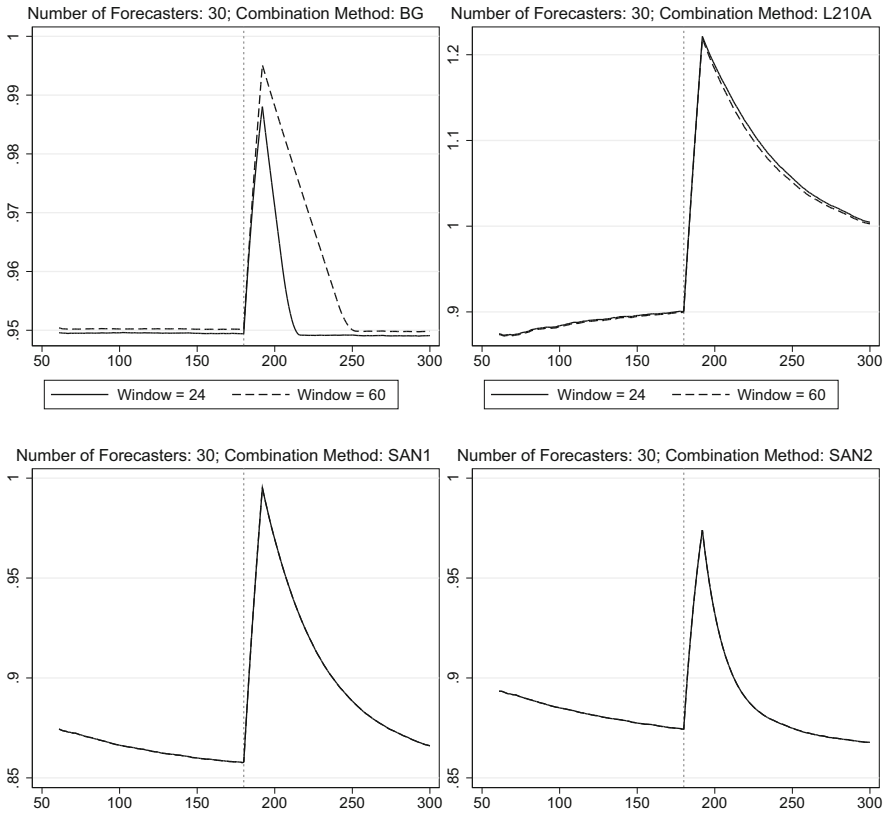 Number of Forecasters: 30; Combination Method: BG
1
.99
.98
.97
.96
.95
50 100 150 200 250 300
Window = 24 Window = 60
Number of Forecasters: 30; Combination Method: L210A
1.2
1.1
1
.9
50 100 150 200 250 300
Window = 24 Window = 60
Number of Forecasters: 30; Combination Method: SAN1
1
.95
.9
.85
50 100 150 200 250 300
Number of Forecasters: 30; Combination Method: SAN2
1
.95
.9
.85
50 100 150 200 250 300